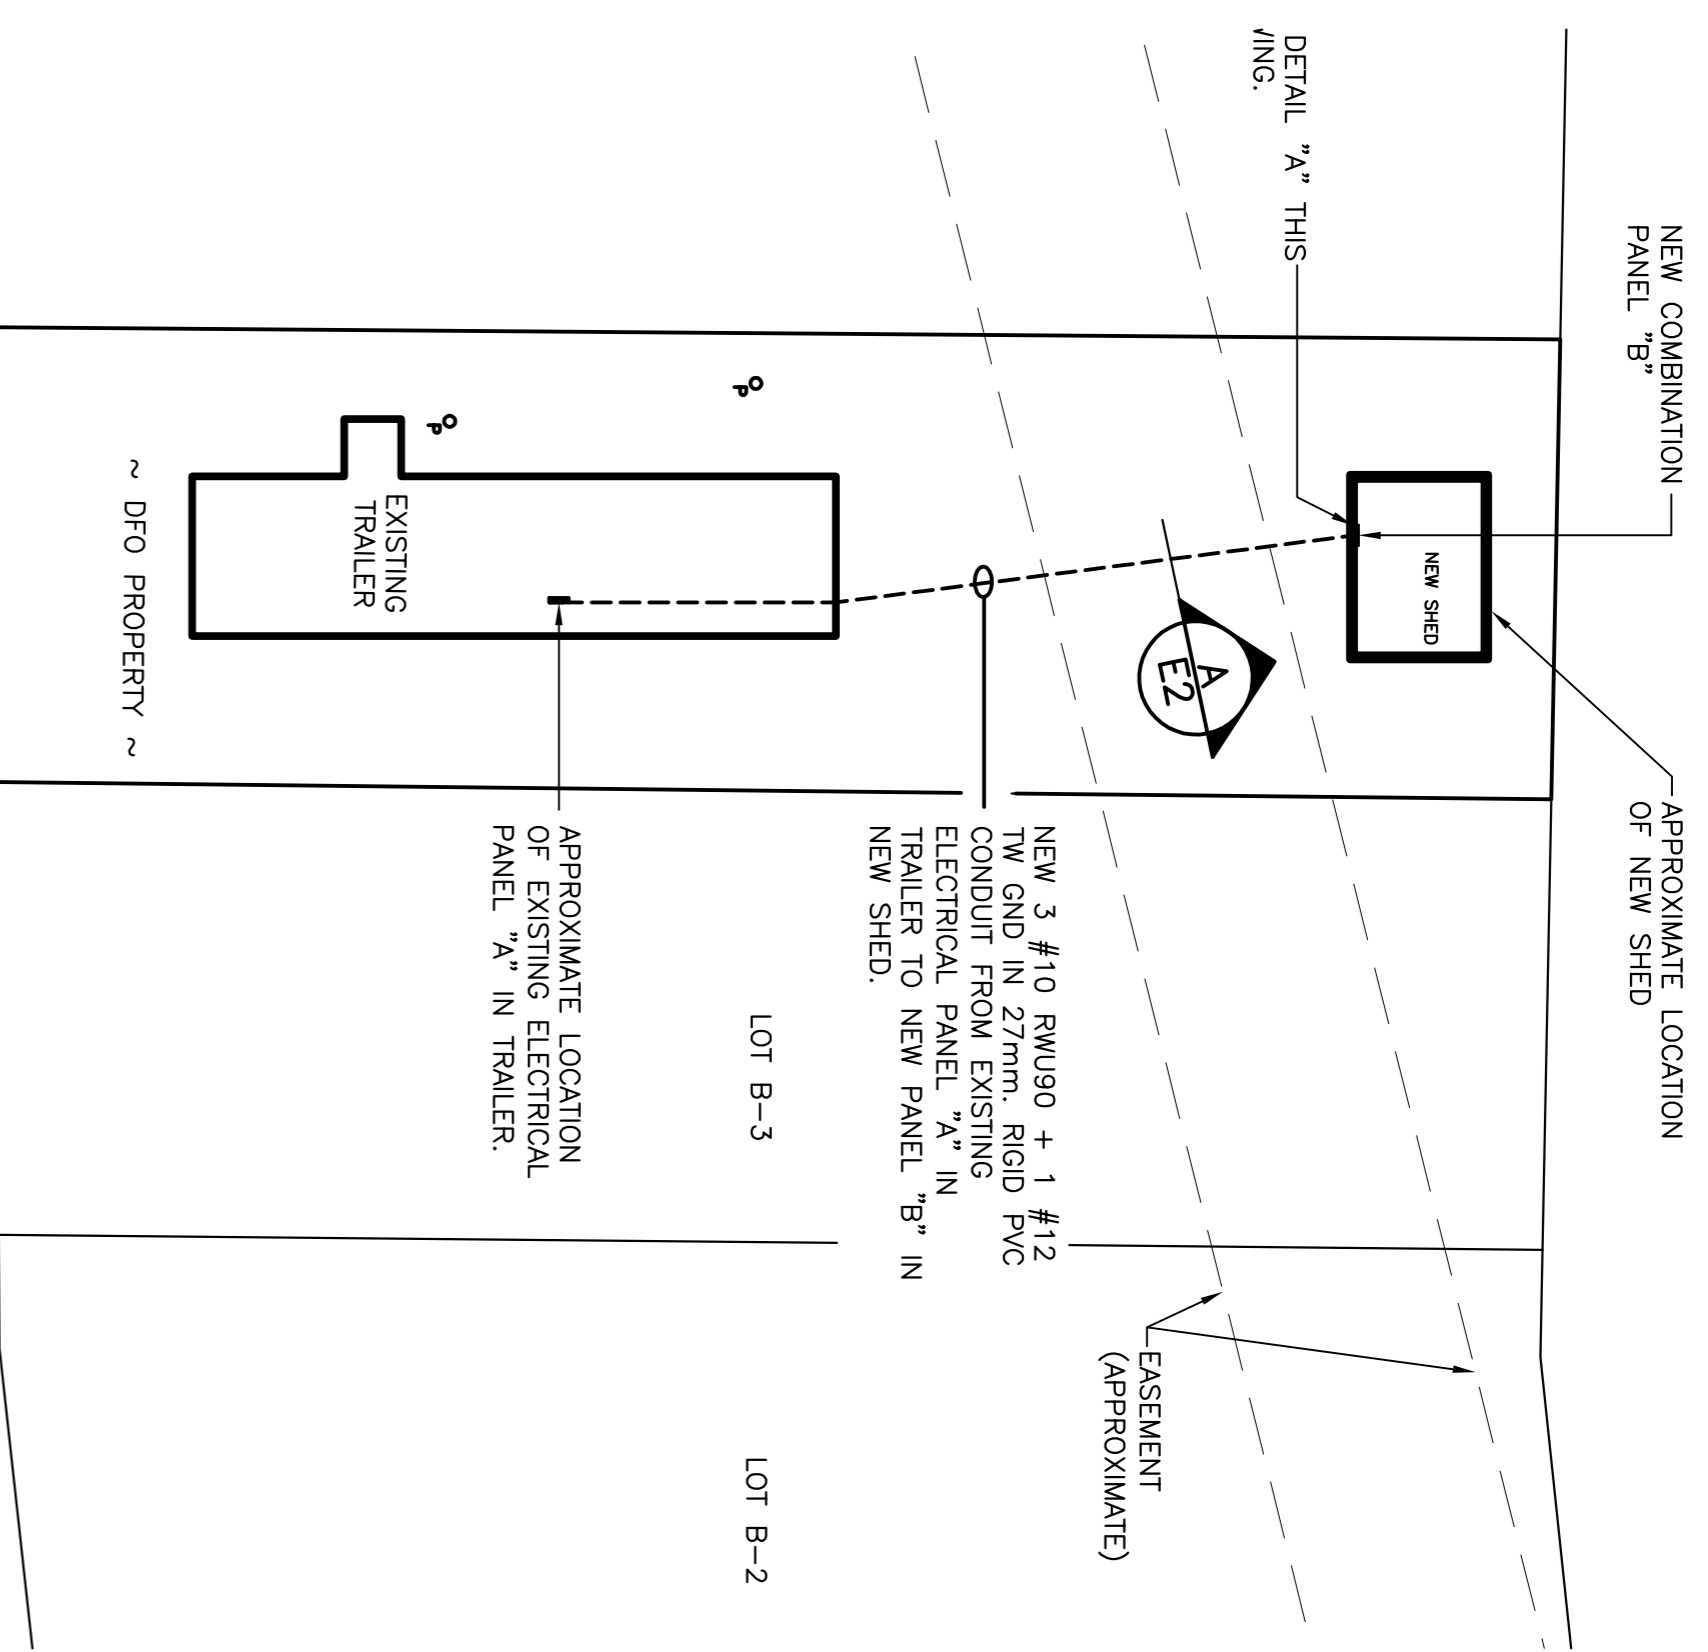 NEW COMBINATION
PANEL "B"
APPROXIMATE LOCATION
OF NEW SHED
DETAIL "A" THIS
WING.
NEW SHED
A
E2
EASEMENT
(APPROXIMATE)
NEW 3 #10 RWU90 + 1 #12
TW GND IN 27mm. RIGID PVC
CONDUIT FROM EXISTING
ELECTRICAL PANEL "A" IN
TRAILER TO NEW PANEL "B" IN
NEW SHED.
P
P
LOT B-3
LOT B-2
APPROXIMATE LOCATION
OF EXISTING ELECTRICAL
PANEL "A" IN TRAILER.
EXISTING
TRAILER
~ DFO PROPERTY ~